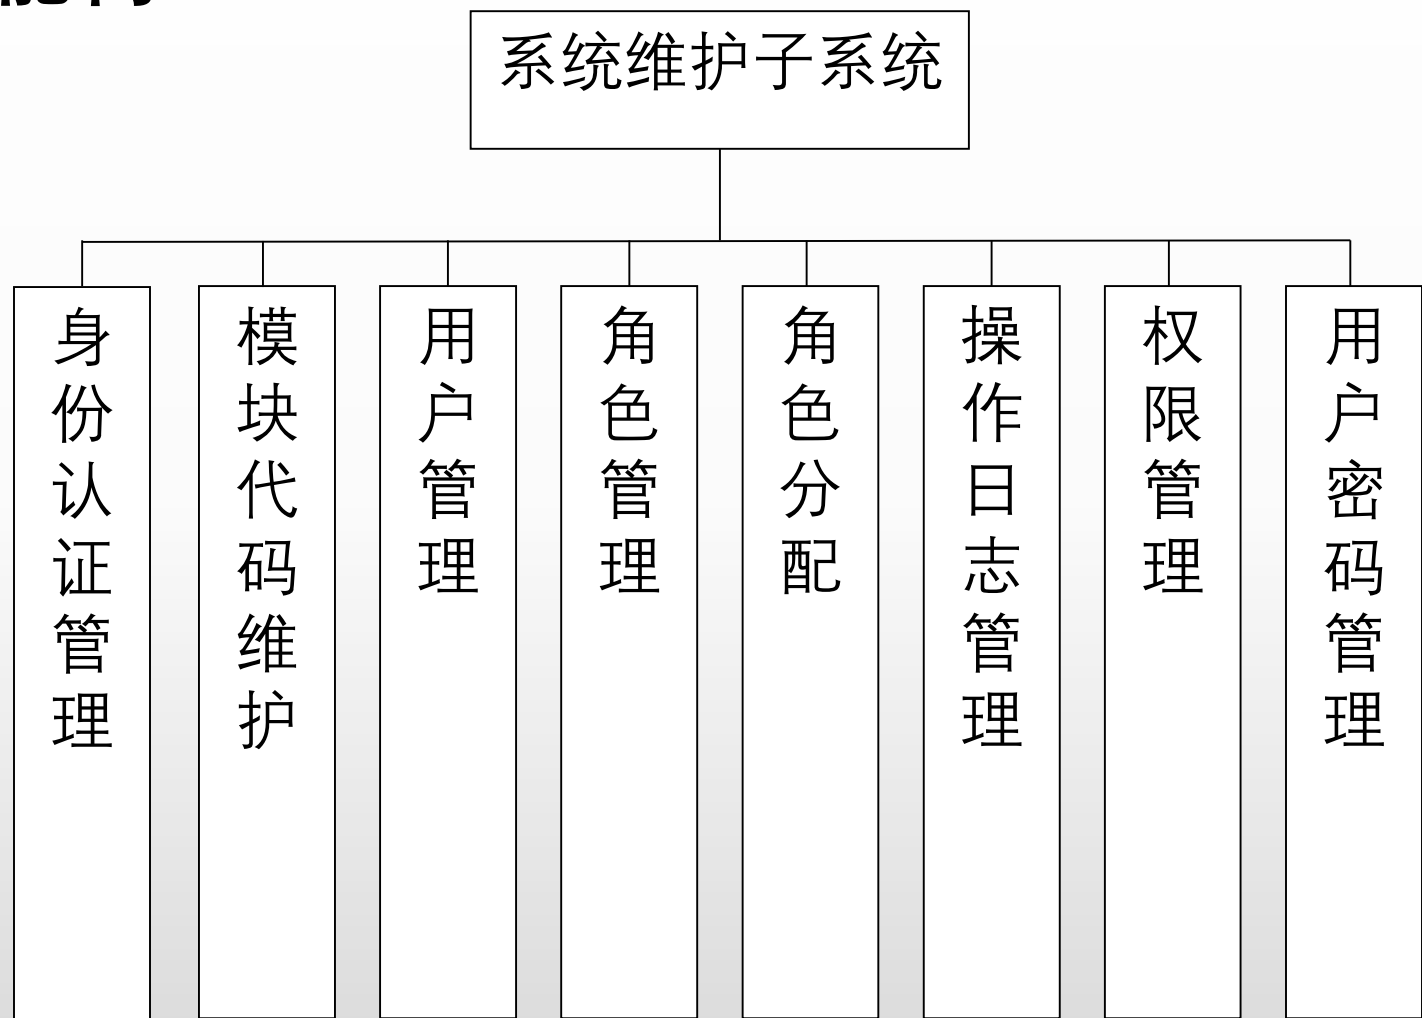 系统维护子系统
身份认证管理
模块代码维护
用户管理
角色管理
角色分配
操作日志管理
权限管理
用户密码管理